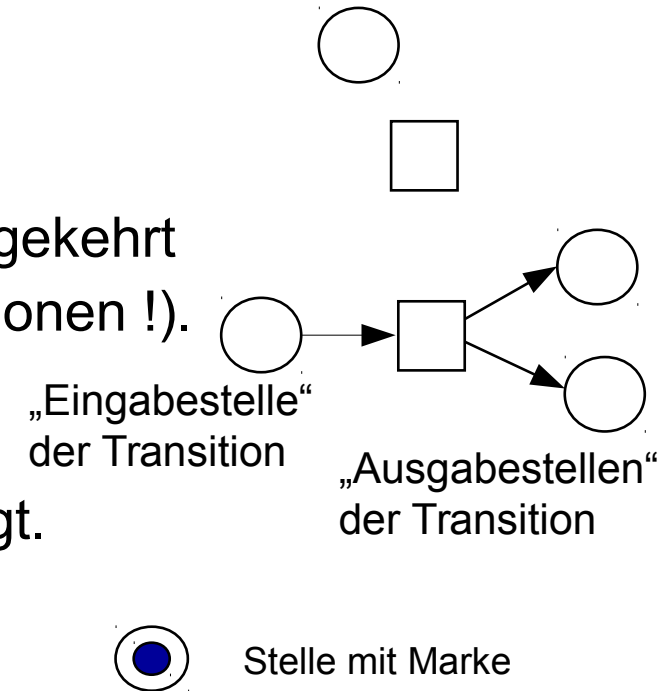 gekehrt
onen !).
„Eingabestelle“
der Transition
„Ausgabestellen“
der Transition
gt.
Stelle mit Marke